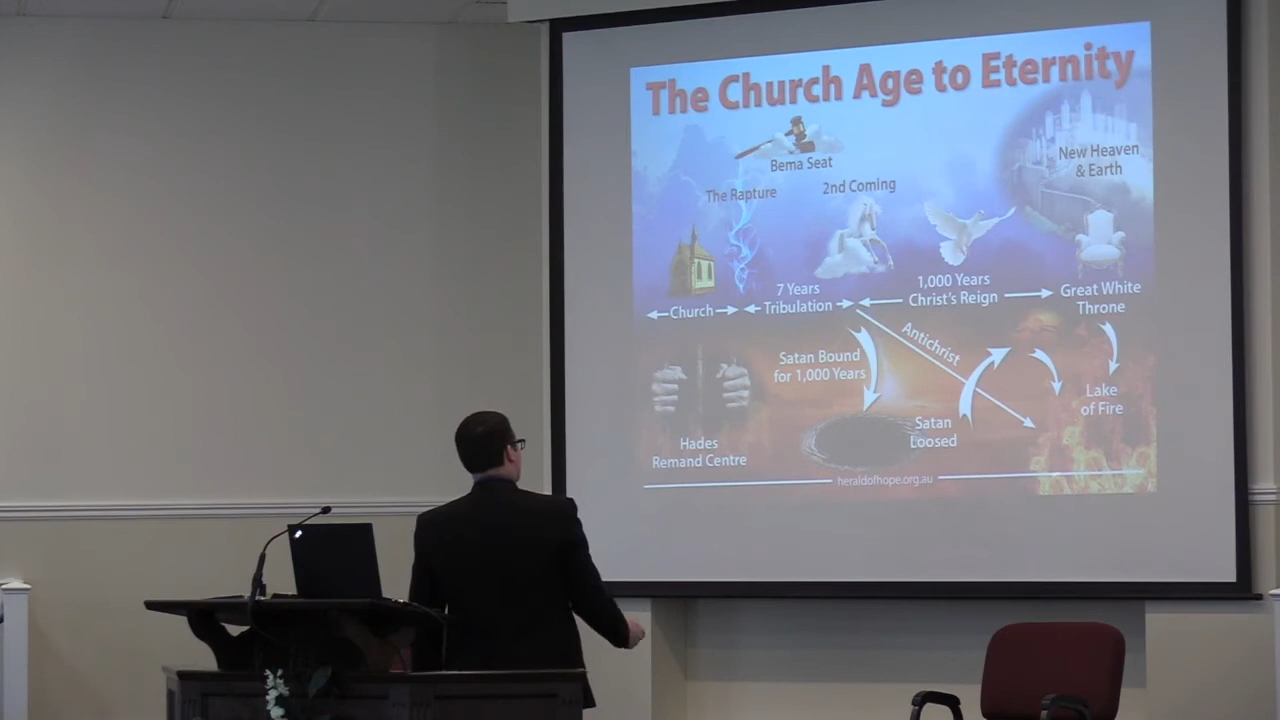 The Church Age to Eternity
Bema Seat
The Rapture
2nd Coming
New Heaven
& Earth
Church
7 Years
Tribulation
1,000 Years
Christ's Reign
Great White
Throne
Satan Bound
for 1,000 Years
Antichrist
Satan
Loosed
Lake
of Fire
Hades
Remand Centre
heraldofhope.org.au